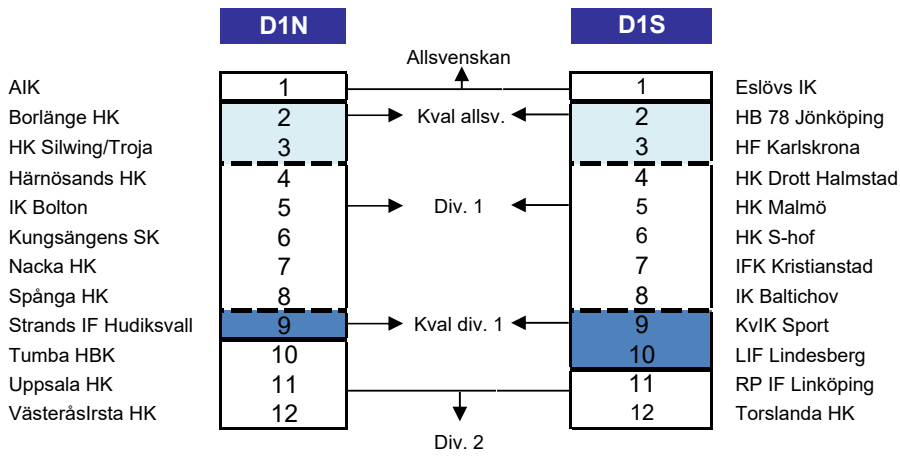 D1N D1S
Allsvenskan
AIK 1 1 Eslövs IK
Borlänge HK 2 Kval allsv. 2 HB 78 Jönköping
HK Silwing/Troja 3 3 HF Karlskrona
Härnösands HK 4 4 HK Drott Halmstad
IK Bolton 5 Div. 1 5 HK Malmö
Kungsängens SK 6 6 HK S-hof
Nacka HK 7 7 IFK Kristianstad
Spånga HK 8 8 IK Baltichov
Strands IF Hudiksvall 9 Kval div. 1 9 KvIK Sport
Tumba HBK 10 10 LIF Lindesberg
Uppsala HK 11 11 RP IF Linköping
VästeråsIrsta HK 12 12 Torslanda HK
Div. 2